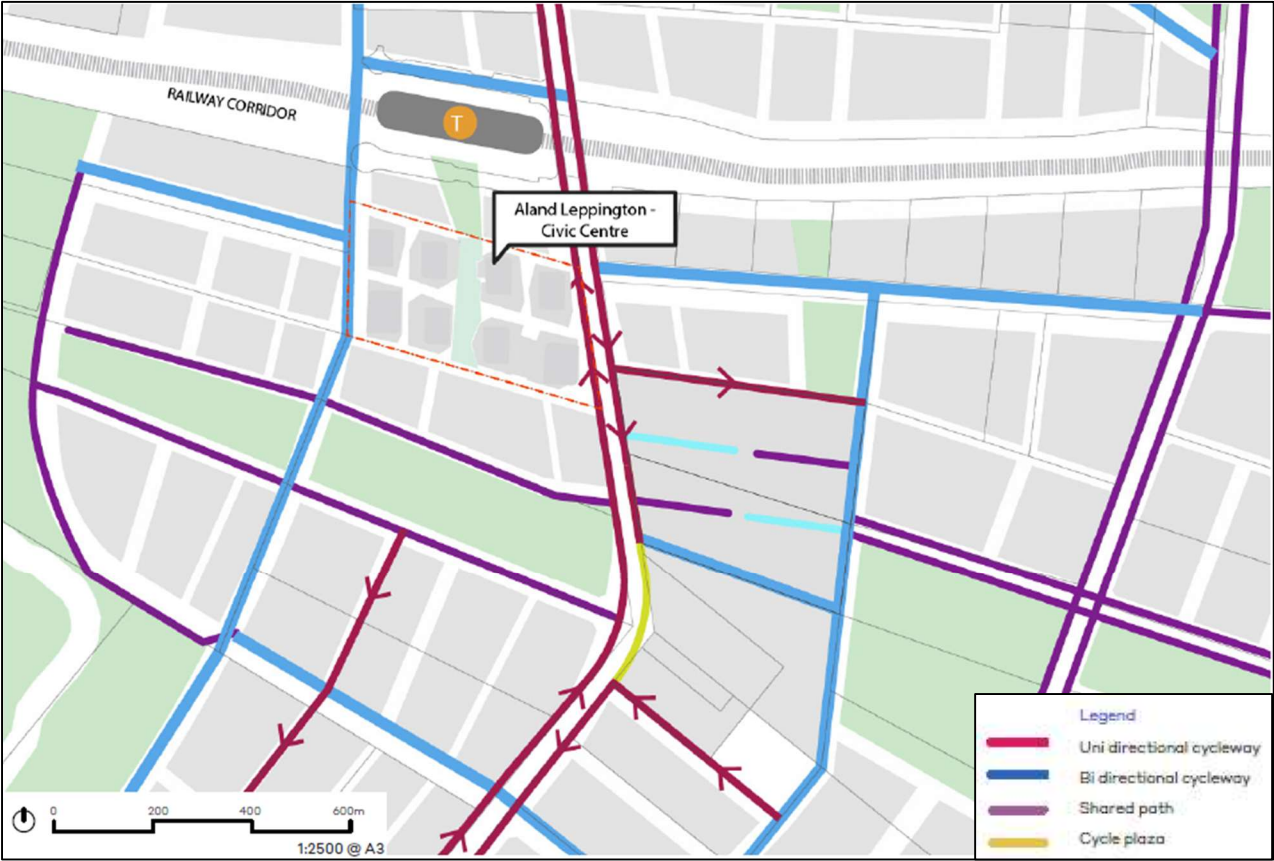 RAILWAY CORRIDOR
T
Aland Leppington -
Civic Centre
Legend
Uni directional cycleway
Bi directional cycleway
Shared path
Cycle plaza
0 200 400 600m
1:2500 @ A3